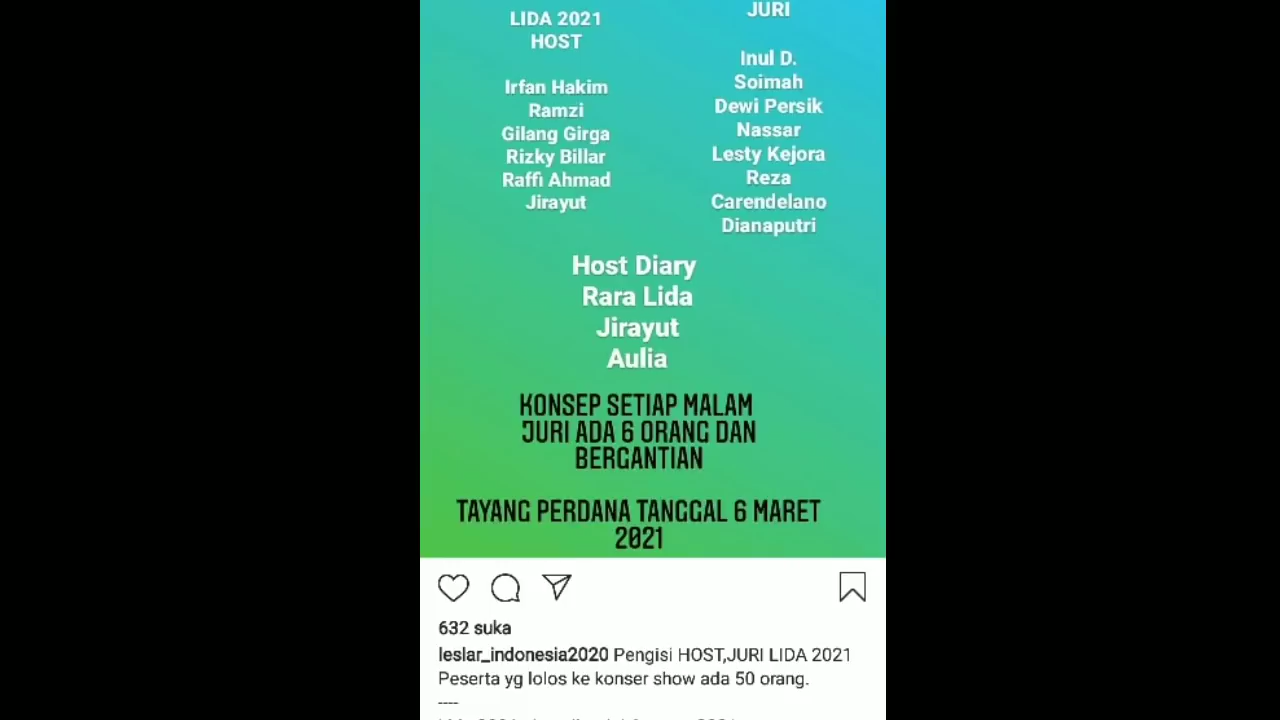 LIDA 2021
HOST
Irfan Hakim
Ramzi
Gilang Girga
Rizky Billar
Raffi Ahmad
Jirayut
JURI
Inul D.
Soimah
Dewi Persik
Nassar
Lesty Kejora
Reza
Carendelano
Dianaputri
Host Diary
Rara Lida
Jirayut
Aulia
KONSEP SETIAP MALAM
JURI ADA 6 ORANG DAN
BERGANTIAN
TAYANG PERDANA TANGGAL 6 MARET
2021
632 suka
leslar_indonesia2020 Pengisi HOST,JURI LIDA 2021
Peserta yg lolos ke konser show ada 50 orang.
----